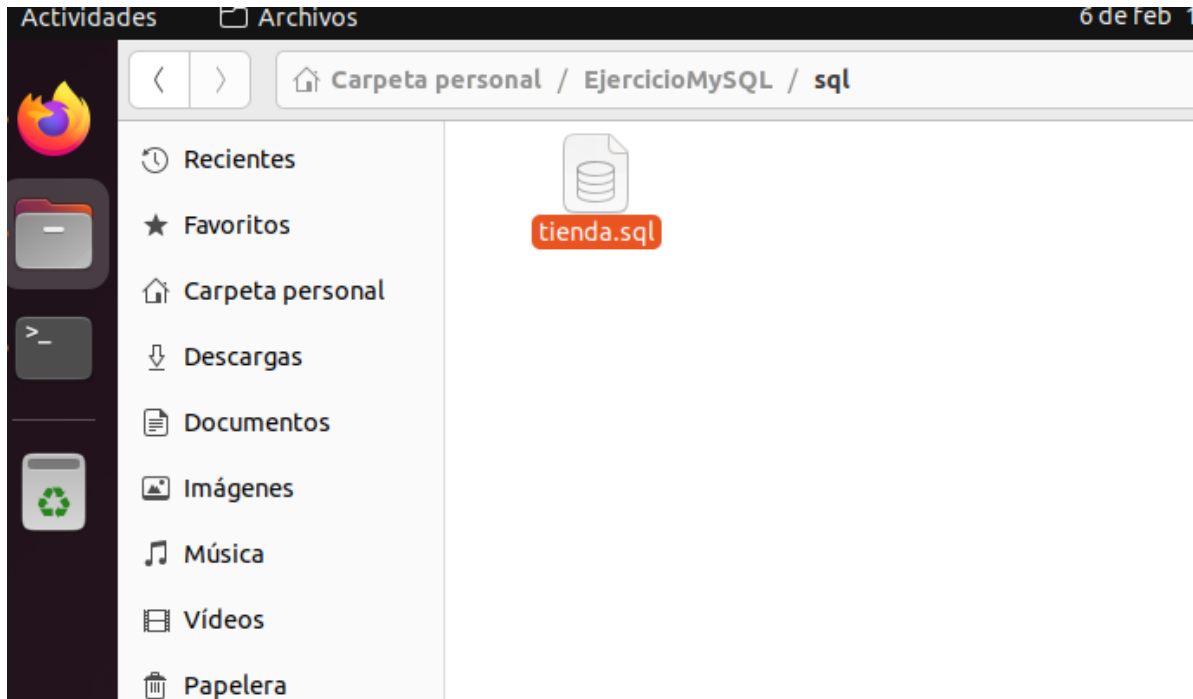 Actividades Archivos 6 de feb
Carpeta personal / EjercicioMySQL / sql
Recientes
tienda.sql
Favoritos
Carpeta personal
>_
Descargas
Documentos
Imágenes
Música
Vídeos
Papelera